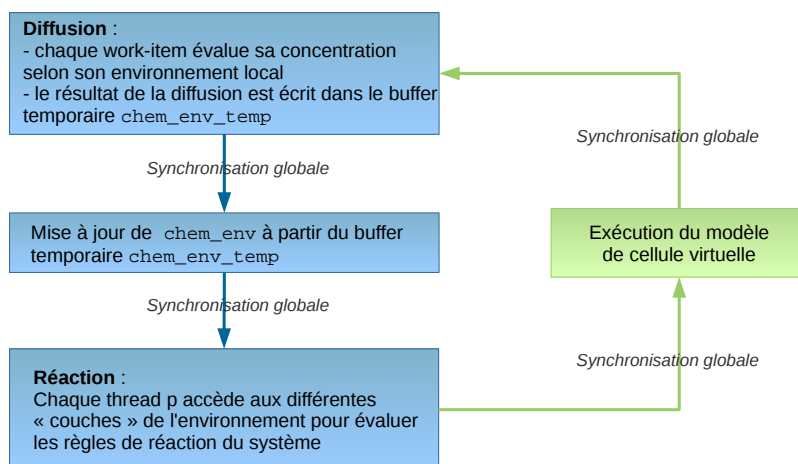 Diffusion :
- chaque work-item évalue sa concentration
selon son environnement local
- le résultat de la diffusion est écrit dans le buffer
temporaire chem_env_temp
Synchronisation globale
Mise à jour de chem_env à partir du buffer
temporaire chem_env_temp
Synchronisation globale
Réaction :
Chaque thread p accède aux différentes
« couches » de l'environnement pour évaluer
les règles de réaction du système
Synchronisation globale
Exécution du modèle
de cellule virtuelle
Synchronisation globale